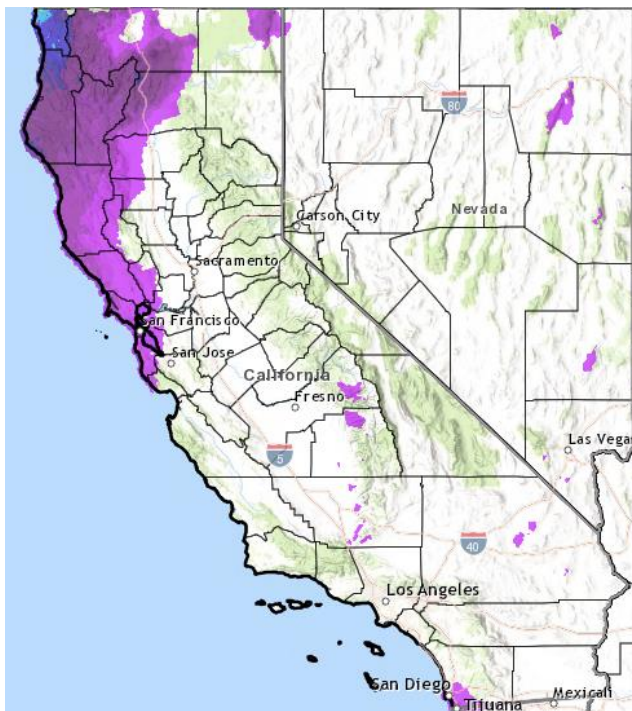 80
Nevada
Carson City
Sacramento
San Francisco
San Jose
California
Fresno
5
Las Vegas
40
Los Angeles
San Diego
Tijuana
Mexicali